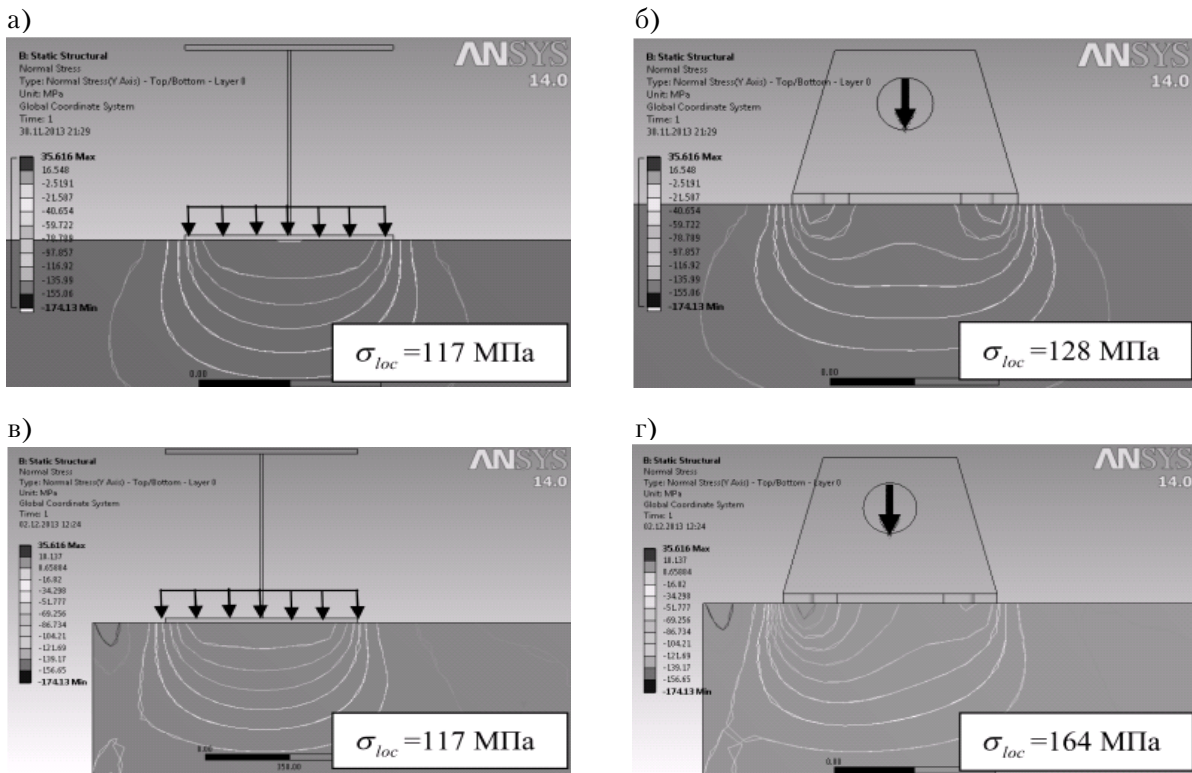 а)
ANSYS
14.0
B: Static Structural
Normal Stress
Type: Normal Stress(Y Axis) - Top/Bottom - Layer 0
Unit: MPa
Global Coordinate System
Time: 1
30.11.2013 21:29
35.616 Max
16.548
-2.5191
-21.587
-40.654
-59.722
-78.789
-97.857
-116.92
-135.99
-155.06
-174.13 Min
0.00
σloc =117 МПа
б)
ANSYS
14.0
B: Static Structural
Normal Stress
Type: Normal Stress(Y Axis) - Top/Bottom - Layer 0
Unit: MPa
Global Coordinate System
Time: 1
30.11.2013 21:29
35.616 Max
16.548
-2.5191
-21.587
-40.654
-59.722
-78.789
-97.857
-116.92
-135.99
-155.06
-174.13 Min
0.00
σloc =128 МПа
в)
ANSYS
14.0
B: Static Structural
Normal Stress
Type: Normal Stress(Y Axis) - Top/Bottom - Layer 0
Unit: MPa
Global Coordinate System
Time: 1
02.12.2013 12:24
35.616 Max
18.137
-16.82
-34.298
-51.777
-69.256
-86.734
-104.21
-121.69
-139.17
-156.65
-174.13 Min
0.00
350.00
σloc =117 МПа
г)
ANSYS
14.0
B: Static Structural
Normal Stress
Type: Normal Stress(Y Axis) - Top/Bottom - Layer 0
Unit: MPa
Global Coordinate System
Time: 1
02.12.2013 12:24
35.616 Max
18.137
-16.82
-34.298
-51.777
-69.256
-86.734
-104.21
-121.69
-139.17
-156.65
-174.13 Min
0.00
σloc =164 МПа